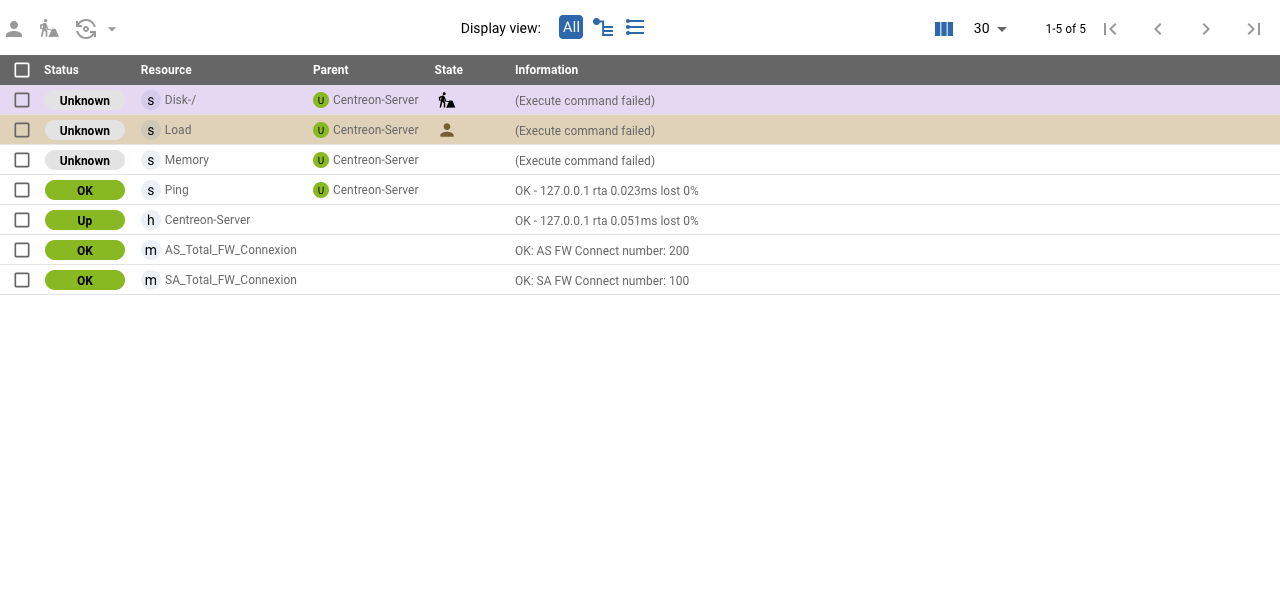 Display view: All 30 1-5 of 5
Status Resource Parent State Information
Unknown s Disk-/ U Centreon-Server (Execute command failed)
Unknown s Load U Centreon-Server (Execute command failed)
Unknown s Memory U Centreon-Server (Execute command failed)
OK s Ping U Centreon-Server OK - 127.0.0.1 rta 0.023ms lost 0%
Up h Centreon-Server OK - 127.0.0.1 rta 0.051ms lost 0%
OK m AS_Total_FW_Connexion OK: AS FW Connect number: 200
OK m SA_Total_FW_Connexion OK: SA FW Connect number: 100